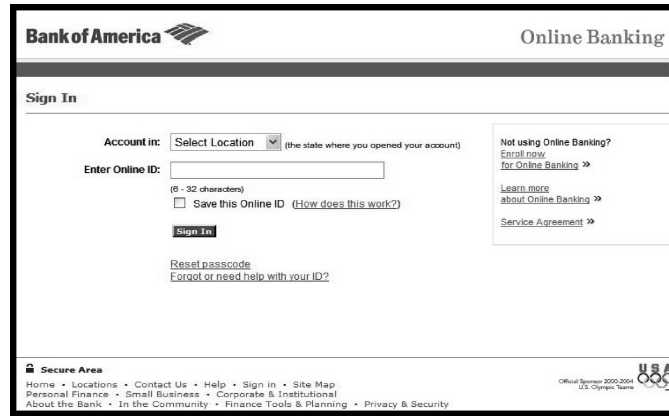 Bank of America
Online Banking
Sign In
Account in: Select Location (the state where you opened your account)
Enter Online ID:
(6 - 32 characters)
Save this Online ID (How does this work?)
Sign In
Reset passcode
Forgot or need help with your ID?
Not using Online Banking?
Enroll now
for Online Banking »
Learn more
about Online Banking »
Service Agreement »
Secure Area
Home • Locations • Contact Us • Help • Sign in • Site Map
Personal Finance • Small Business • Corporate & Institutional
About the Bank • In the Community • Finance Tools & Planning • Privacy & Security
Official Sponsor 2000-2004
U.S. Olympic Teams
USA